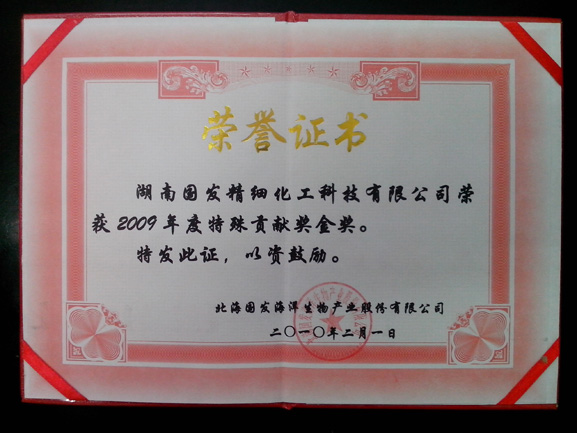 荣誉证书
湖南国发精细化工科技有限公司荣
获2009年度特殊贡献奖金奖。
特发此证，以资鼓励。
北海国发海洋生物产业股份有限公司
二〇一〇年二月一日